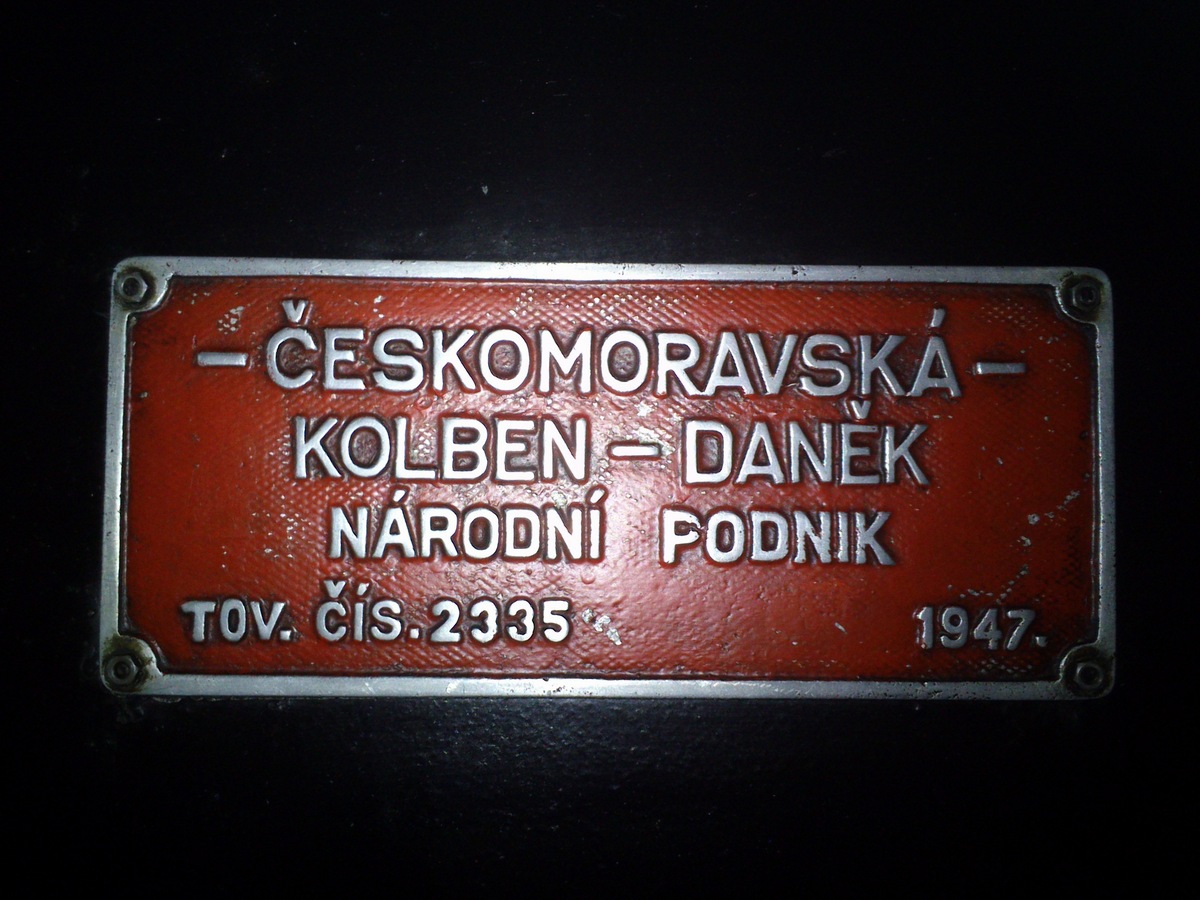 – ČESKOMORAVSKÁ –
KOLBEN – DANĚK
NÁRODNÍ PODNIK
TOV. ČÍS. 2335 1947.